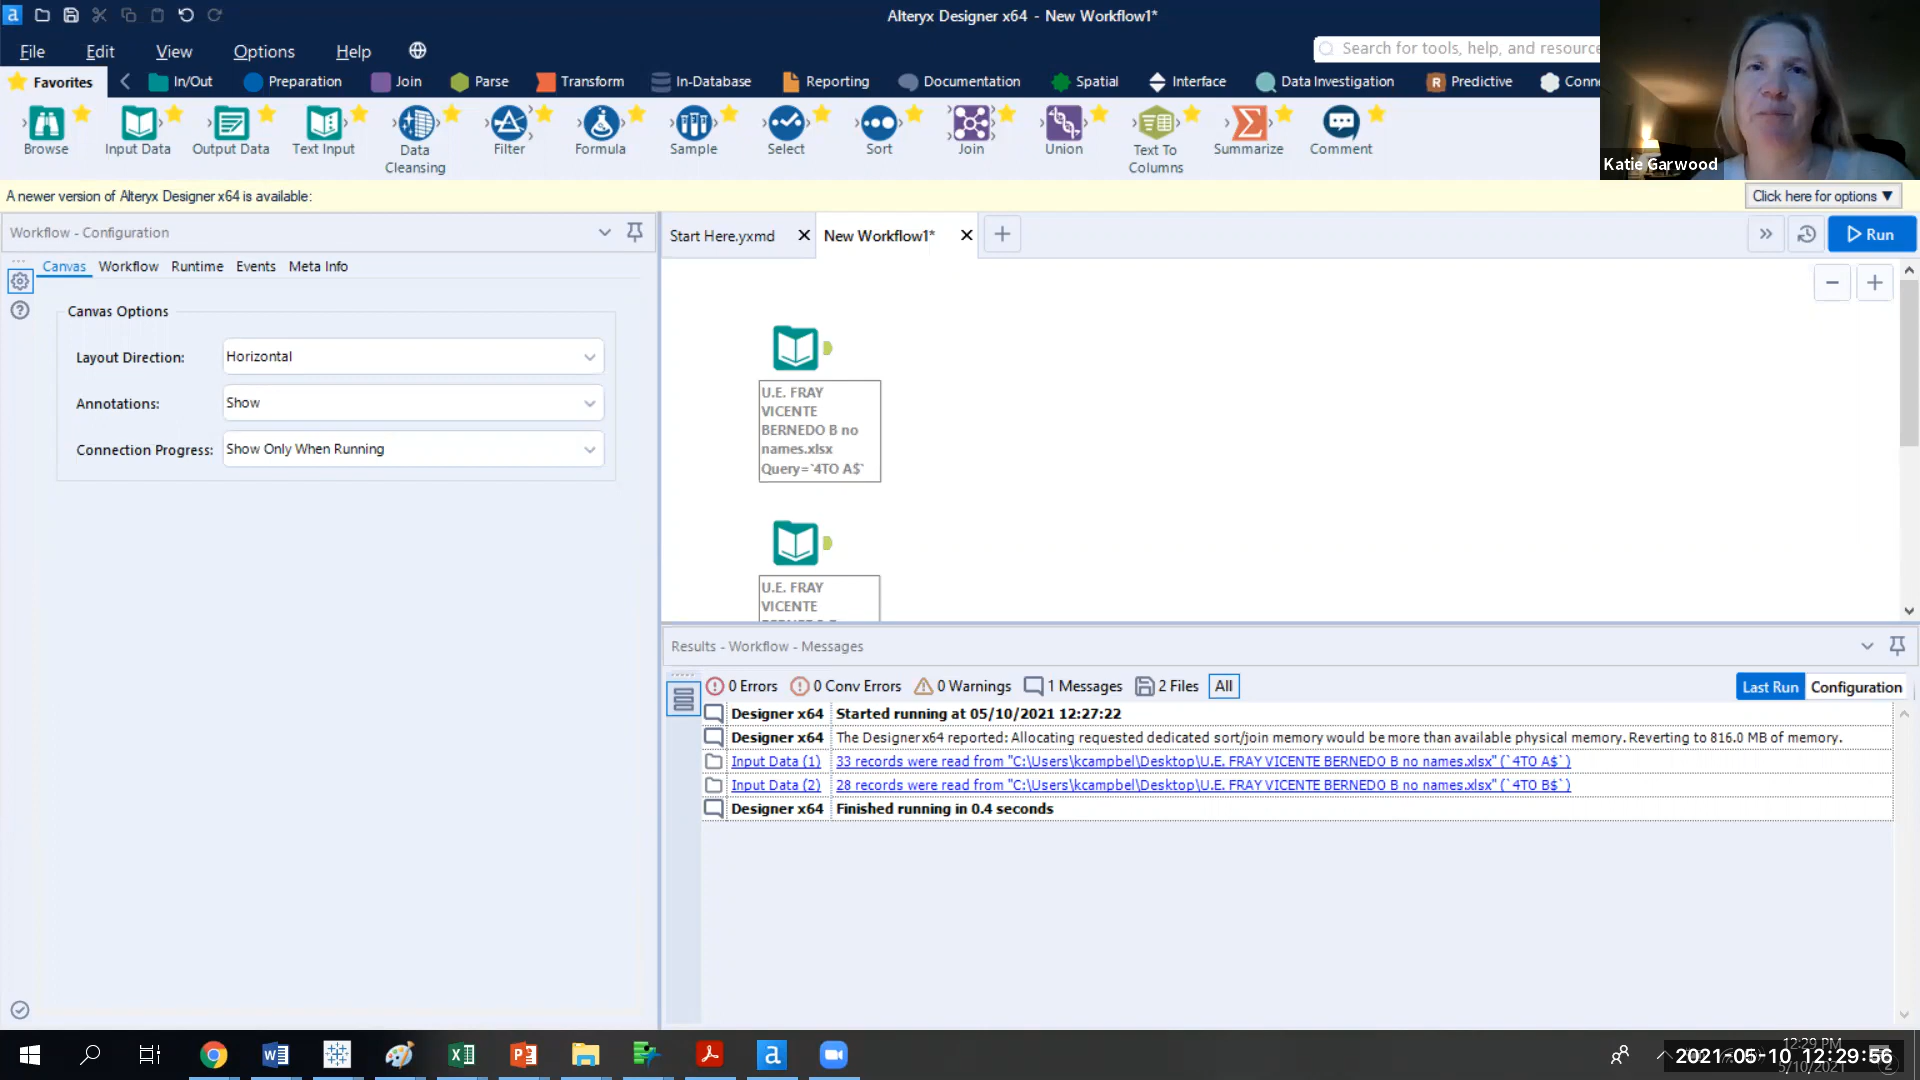 Alteryx Designer x64 - New Workflow1*
File Edit View Options Help
Search for tools, help, and resource
Favorites In/Out Preparation Join Parse Transform In-Database Reporting Documentation Spatial Interface Data Investigation Predictive Conne
Browse Input Data Output Data Text Input Data Cleansing Filter Formula Sample Select Sort Join Union Text To Columns Summarize Comment
Katie Garwood
A newer version of Alteryx Designer x64 is available:
Click here for options ▼
Workflow - Configuration
Start Here.yxmd
New Workflow1*
Run
Canvas Workflow Runtime Events Meta Info
Canvas Options
Layout Direction: Horizontal
Annotations: Show
Connection Progress: Show Only When Running
U.E. FRAY
VICENTE
BERNEDO B no
names.xlsx
Query=`4TO A$`
U.E. FRAY
VICENTE
Results - Workflow - Messages
0 Errors 0 Conv Errors 0 Warnings 1 Messages 2 Files All
Last Run Configuration
Designer x64 Started running at 05/10/2021 12:27:22
Designer x64 The Designer x64 reported: Allocating requested dedicated sort/join memory would be more than available physical memory. Reverting to 816.0 MB of memory.
Input Data (1) 33 records were read from "C:\Users\kcampbel\Desktop\U.E. FRAY VICENTE BERNEDO B no names.xlsx" (`4TO A$`)
Input Data (2) 28 records were read from "C:\Users\kcampbel\Desktop\U.E. FRAY VICENTE BERNEDO B no names.xlsx" (`4TO B$`)
Designer x64 Finished running in 0.4 seconds
12:29 PM
2021-05-10 12:29:56
5/10/2021